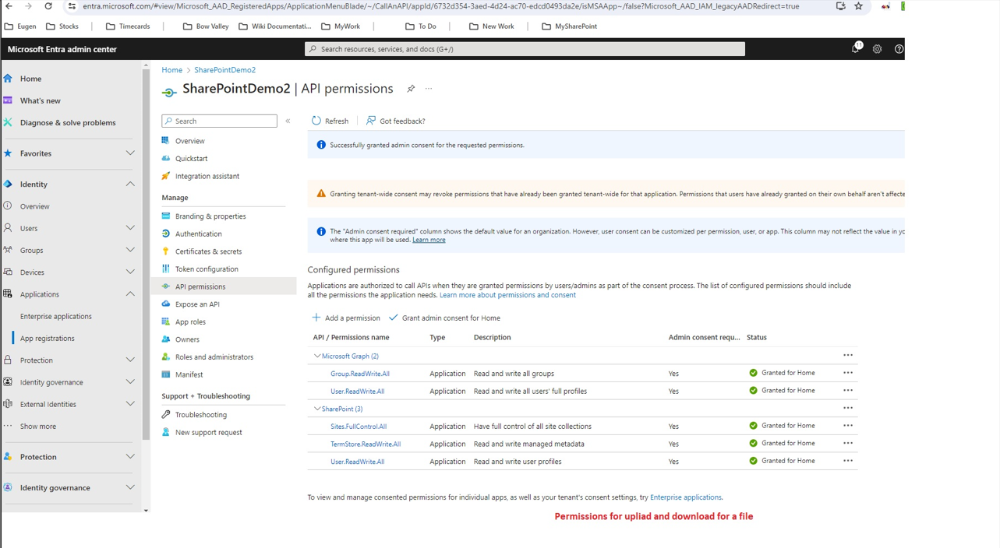 entra.microsoft.com/#view/Microsoft_AAD_RegisteredApps/ApplicationMenuBlade/~/CallAnAPI/appId/6732d354-3aed-4d24-ac70-edcd0493da2e/isMSAApp~/false?Microsoft_AAD_IAM_legacyAADRedirect=true
Eugen Stocks | Timecards | Bow Valley Wiki Documentati... MyWork | To Do | New Work | MySharePoint
Microsoft Entra admin center
Search resources, services, and docs (G+/)
11
Home
What's new
Diagnose & solve problems
Favorites
Identity
Overview
Users
Groups
Devices
Applications
Enterprise applications
App registrations
Protection
Identity governance
External Identities
Show more
Protection
Identity governance
Home > SharePointDemo2
SharePointDemo2 | API permissions
Search
Overview
Quickstart
Integration assistant
Manage
Branding & properties
Authentication
Certificates & secrets
Token configuration
API permissions
Expose an API
App roles
Owners
Roles and administrators
Manifest
Support + Troubleshooting
Troubleshooting
New support request
Refresh | Got feedback?
Successfully granted admin consent for the requested permissions.
Granting tenant-wide consent may revoke permissions that have already been granted tenant-wide for that application. Permissions that users have already granted on their own behalf aren't affecte
The "Admin consent required" column shows the default value for an organization. However, user consent can be customized per permission, user, or app. This column may not reflect the value in yo
where this app will be used. Learn more
Configured permissions
Applications are authorized to call APIs when they are granted permissions by users/admins as part of the consent process. The list of configured permissions should include
all the permissions the application needs. Learn more about permissions and consent
Add a permission Grant admin consent for Home
API / Permissions name Type Description Admin consent requ... Status
Microsoft Graph (2) ...
Group.ReadWrite.All Application Read and write all groups Yes Granted for Home ...
User.ReadWrite.All Application Read and write all users' full profiles Yes Granted for Home ...
SharePoint (3) ...
Sites.FullControl.All Application Have full control of all site collections Yes Granted for Home ...
TermStore.ReadWrite.All Application Read and write managed metadata Yes Granted for Home ...
User.ReadWrite.All Application Read and write user profiles Yes Granted for Home ...
To view and manage consented permissions for individual apps, as well as your tenant's consent settings, try Enterprise applications.
Permissions for upliad and download for a file